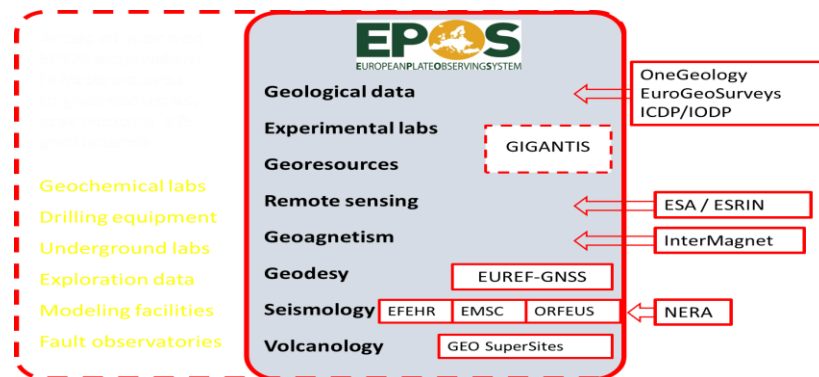 EPOS
EUROPEANPLATEOBSERVINGSYSTEM
Geological data
OneGeology
EuroGeoSurveys
ICDP/IODP
Experimental labs
GIGANTIS
Georesources
Geochemical labs
Remote sensing
ESA / ESRIN
Drilling equipment
Geoagnetism
InterMagnet
Underground labs
Geodesy
EUREF-GNSS
Exploration data
Seismology
EFEHR
EMSC
ORFEUS
NERA
Modeling facilities
Volcanology
GEO SuperSites
Fault observatories